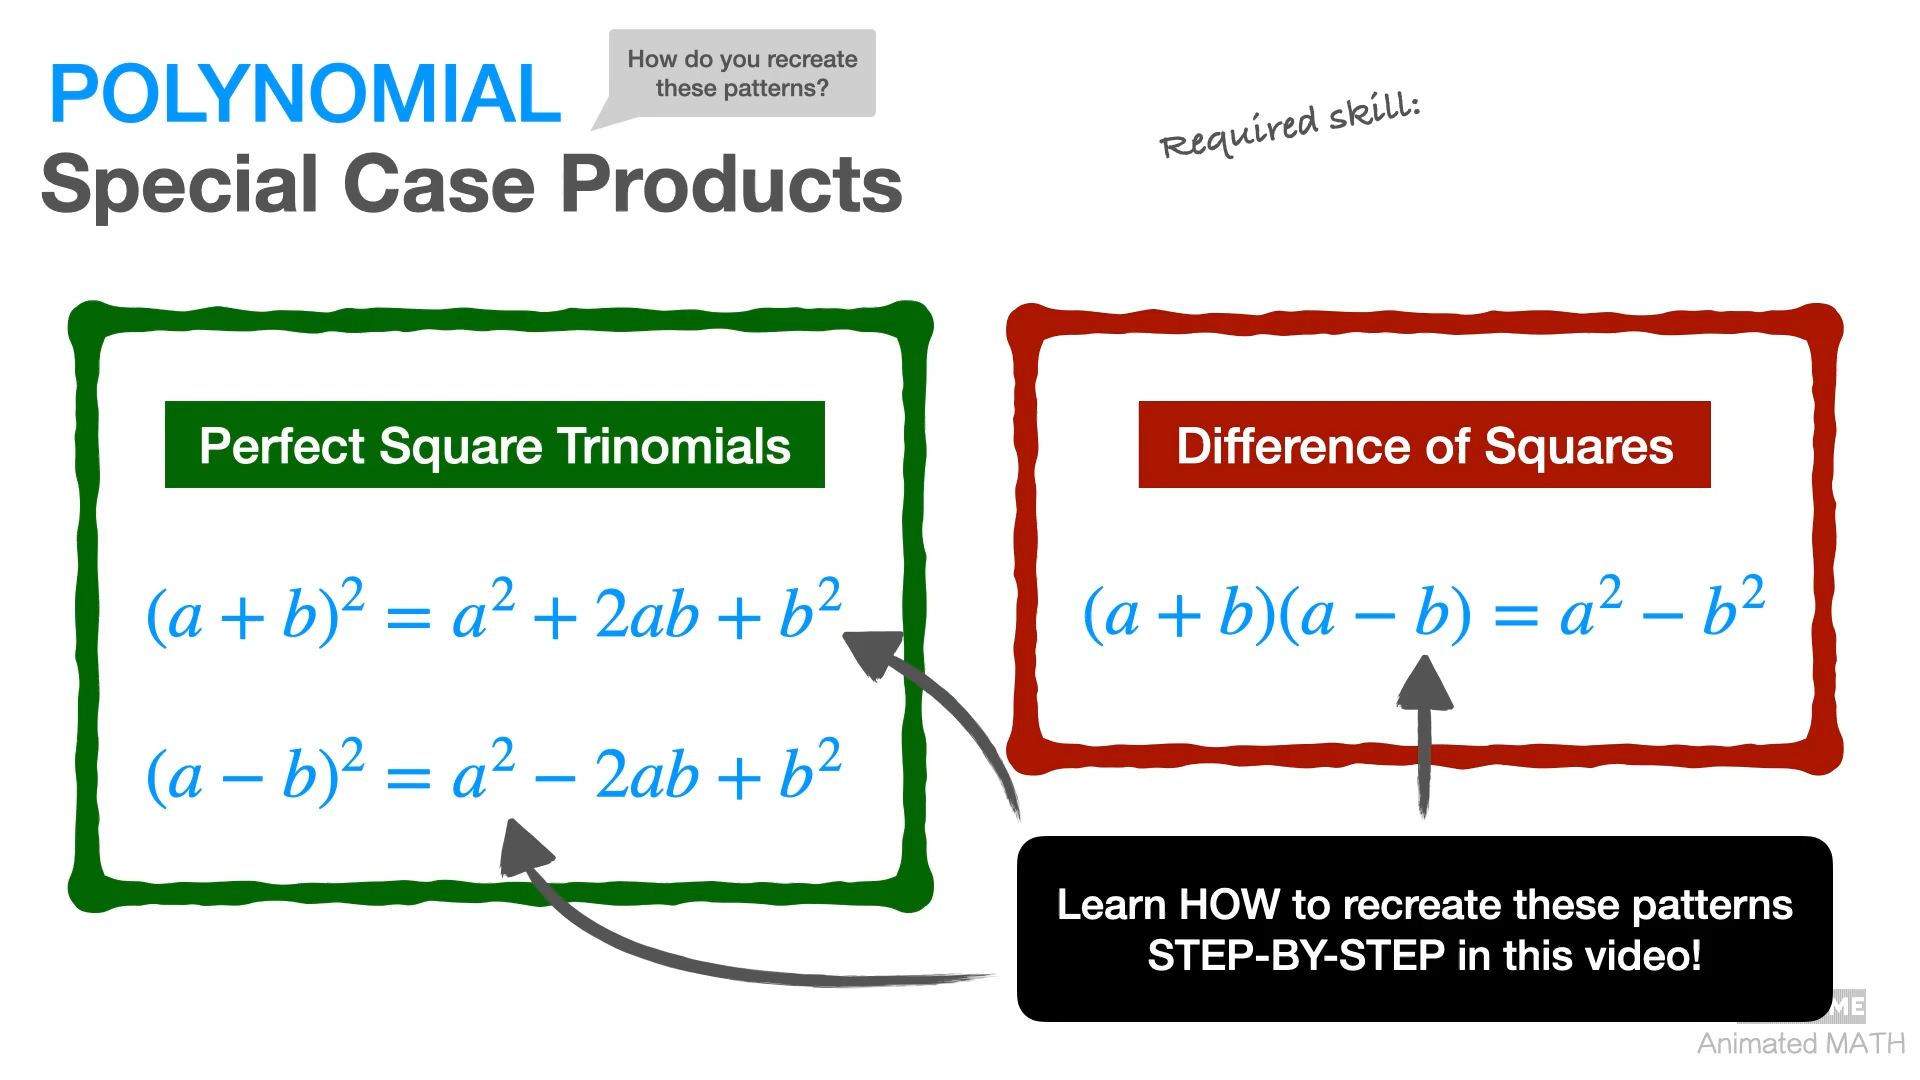 POLYNOMIAL
How do you recreate
these patterns?
Special Case Products
Required skill:
Perfect Square Trinomials
(a + b)² = a² + 2ab + b²
(a − b)² = a² − 2ab + b²
Difference of Squares
(a + b)(a − b) = a² − b²
Learn HOW to recreate these patterns
STEP-BY-STEP in this video!
ME
Animated MATH